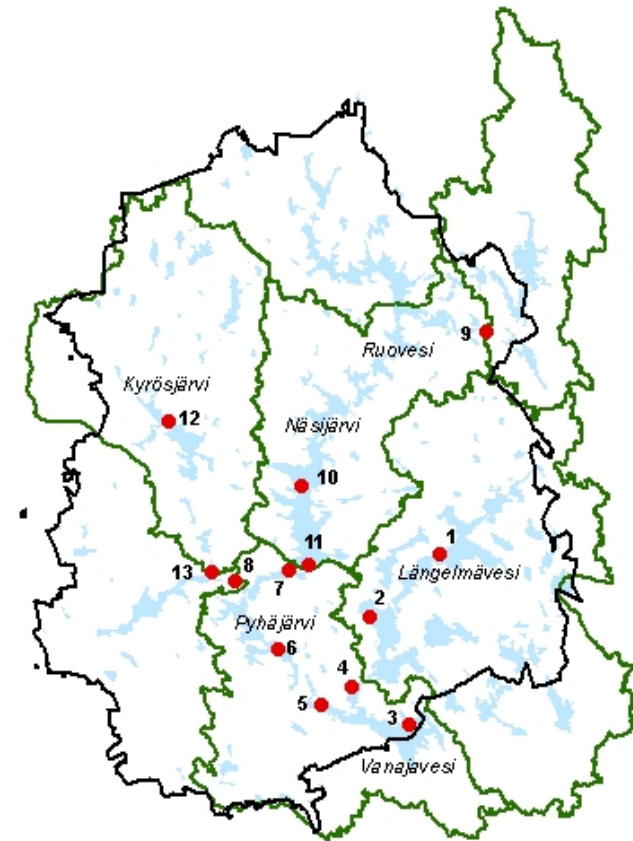 9
Ruovesi
Kyrösjärvi
12
Näsijärvi
10
1
11
13
8
7
Längelmävesi
2
Pyhäjärvi
6
4
5
3
Vanajavesi